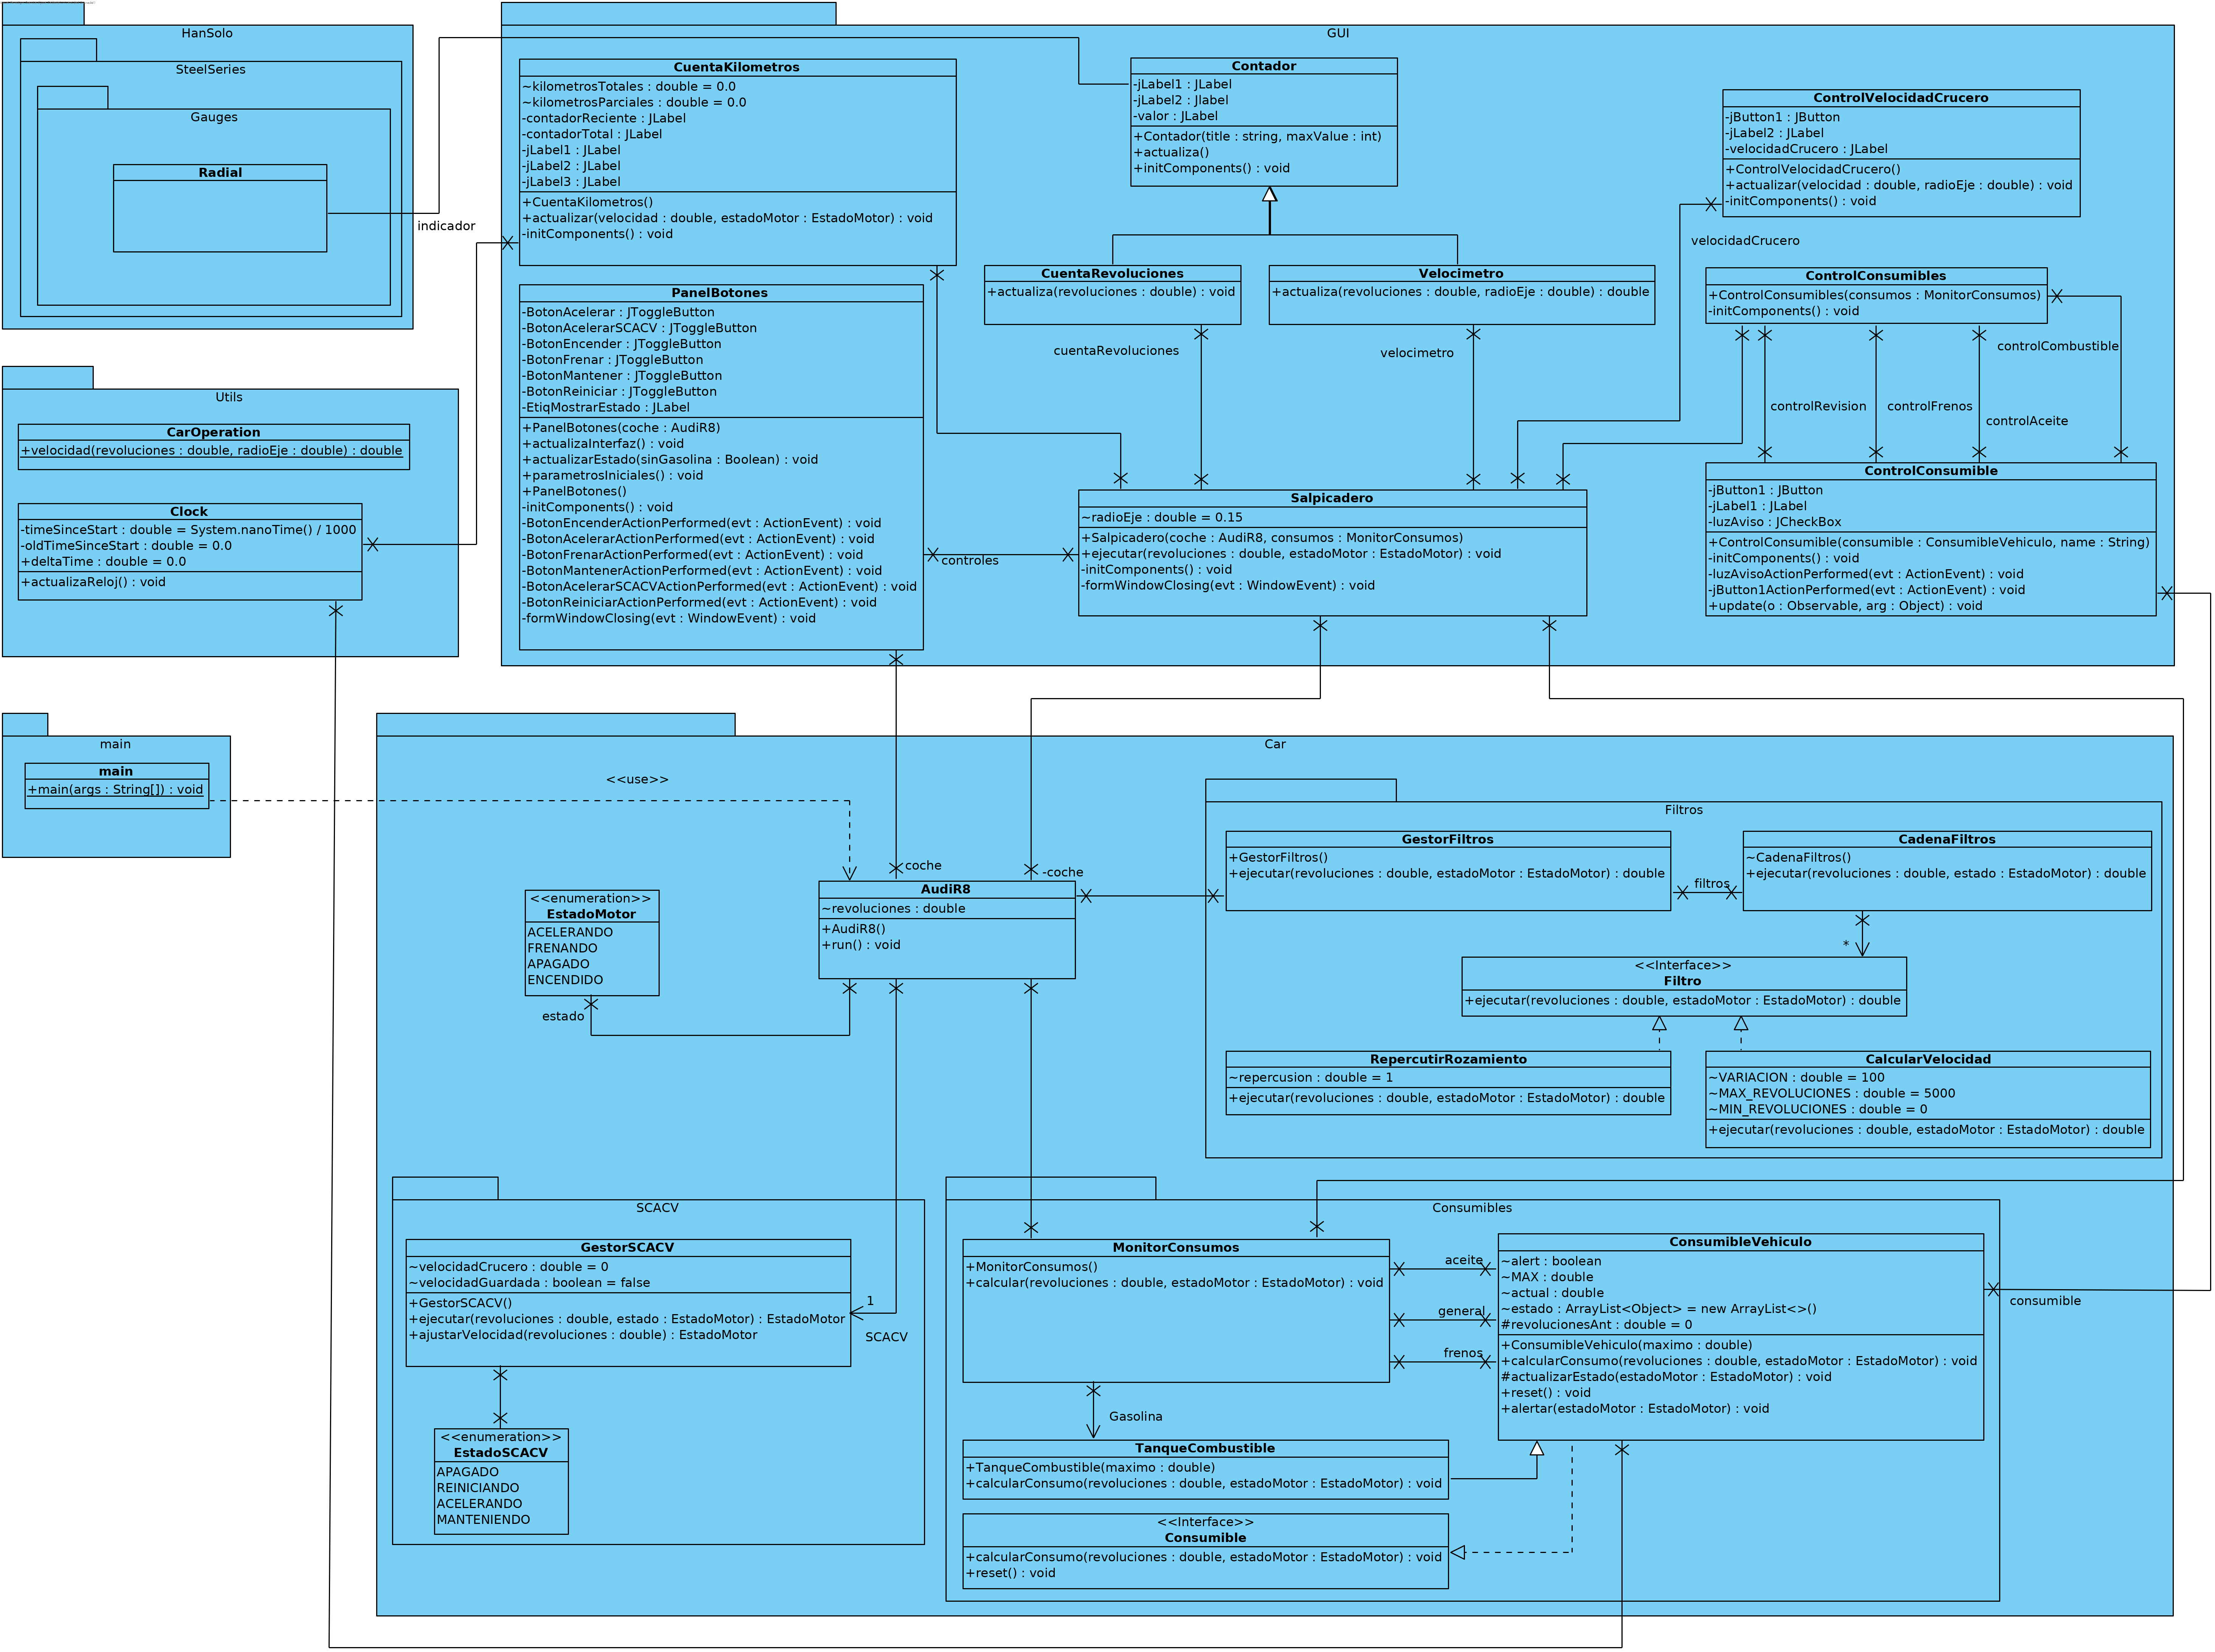 HanSolo
SteelSeries
Gauges
Radial
indicador
GUI
CuentaKilometros
~kilometrosTotales : double = 0.0
~kilometrosParciales : double = 0.0
-contadorReciente : JLabel
-contadorTotal : JLabel
-jLabel1 : JLabel
-jLabel2 : JLabel
-jLabel3 : JLabel
+CuentaKilometros()
+actualizar(velocidad : double, estadoMotor : EstadoMotor) : void
-initComponents() : void
Contador
-jLabel1 : JLabel
-jLabel2 : Jlabel
-valor : JLabel
+Contador(title : string, maxValue : int)
+actualiza()
+initComponents() : void
ControlVelocidadCrucero
-jButton1 : JButton
-jLabel2 : JLabel
-velocidadCrucero : JLabel
+ControlVelocidadCrucero()
+actualizar(velocidad : double, radioEje : double) : void
-initComponents() : void
velocidadCrucero
CuentaRevoluciones
+actualiza(revoluciones : double) : void
Velocimetro
+actualiza(revoluciones : double, radioEje : double) : double
ControlConsumibles
+ControlConsumibles(consumos : MonitorConsumos)
-initComponents() : void
cuentaRevoluciones
velocimetro
controlCombustible
controlRevision
controlFrenos
controlAceite
PanelBotones
-BotonAcelerar : JToggleButton
-BotonAcelerarSCACV : JToggleButton
-BotonEncender : JToggleButton
-BotonFrenar : JToggleButton
-BotonMantener : JToggleButton
-BotonReiniciar : JToggleButton
-EtiqMostrarEstado : JLabel
+PanelBotones(coche : AudiR8)
+actualizaInterfaz() : void
+actualizarEstado(sinGasolina : Boolean) : void
+parametrosIniciales() : void
+PanelBotones()
-initComponents() : void
-BotonEncenderActionPerformed(evt : ActionEvent) : void
-BotonAcelerarActionPerformed(evt : ActionEvent) : void
-BotonFrenarActionPerformed(evt : ActionEvent) : void
-BotonMantenerActionPerformed(evt : ActionEvent) : void
-BotonAcelerarSCACVActionPerformed(evt : ActionEvent) : void
-BotonReiniciarActionPerformed(evt : ActionEvent) : void
-formWindowClosing(evt : WindowEvent) : void
controles
Salpicadero
~radioEje : double = 0.15
+Salpicadero(coche : AudiR8, consumos : MonitorConsumos)
+ejecutar(revoluciones : double, estadoMotor : EstadoMotor) : void
-initComponents() : void
-formWindowClosing(evt : WindowEvent) : void
ControlConsumible
-jButton1 : JButton
-jLabel1 : JLabel
-luzAviso : JCheckBox
+ControlConsumible(consumible : ConsumibleVehiculo, name : String)
-initComponents() : void
-luzAvisoActionPerformed(evt : ActionEvent) : void
-jButton1ActionPerformed(evt : ActionEvent) : void
+update(o : Observable, arg : Object) : void
Utils
CarOperation
+velocidad(revoluciones : double, radioEje : double) : double
Clock
-timeSinceStart : double = System.nanoTime() / 1000
-oldTimeSinceStart : double = 0.0
+deltaTime : double = 0.0
+actualizaReloj() : void
main
main
+main(args : String[]) : void
Car
<<use>>
coche
-coche
<<enumeration>>
EstadoMotor
ACELERANDO
FRENANDO
APAGADO
ENCENDIDO
estado
AudiR8
~revoluciones : double
+AudiR8()
+run() : void
Filtros
GestorFiltros
+GestorFiltros()
+ejecutar(revoluciones : double, estadoMotor : EstadoMotor) : double
filtros
CadenaFiltros
~CadenaFiltros()
+ejecutar(revoluciones : double, estado : EstadoMotor) : double
*
<<Interface>>
Filtro
+ejecutar(revoluciones : double, estadoMotor : EstadoMotor) : double
RepercutirRozamiento
~repercusion : double = 1
+ejecutar(revoluciones : double, estadoMotor : EstadoMotor) : double
CalcularVelocidad
~VARIACION : double = 100
~MAX_REVOLUCIONES : double = 5000
~MIN_REVOLUCIONES : double = 0
+ejecutar(revoluciones : double, estadoMotor : EstadoMotor) : double
SCACV
GestorSCACV
~velocidadCrucero : double = 0
~velocidadGuardada : boolean = false
+GestorSCACV()
+ejecutar(revoluciones : double, estado : EstadoMotor) : EstadoMotor
+ajustarVelocidad(revoluciones : double) : EstadoMotor
1
SCACV
<<enumeration>>
EstadoSCACV
APAGADO
REINICIANDO
ACELERANDO
MANTENIENDO
Consumibles
MonitorConsumos
+MonitorConsumos()
+calcular(revoluciones : double, estadoMotor : EstadoMotor) : void
aceite
general
frenos
Gasolina
ConsumibleVehiculo
~alert : boolean
~MAX : double
~actual : double
~estado : ArrayList<Object> = new ArrayList<>()
#revolucionesAnt : double = 0
+ConsumibleVehiculo(maximo : double)
+calcularConsumo(revoluciones : double, estadoMotor : EstadoMotor) : void
#actualizarEstado(estadoMotor : EstadoMotor) : void
+reset() : void
+alertar(estadoMotor : EstadoMotor) : void
consumible
TanqueCombustible
+TanqueCombustible(maximo : double)
+calcularConsumo(revoluciones : double, estadoMotor : EstadoMotor) : void
<<Interface>>
Consumible
+calcularConsumo(revoluciones : double, estadoMotor : EstadoMotor) : void
+reset() : void